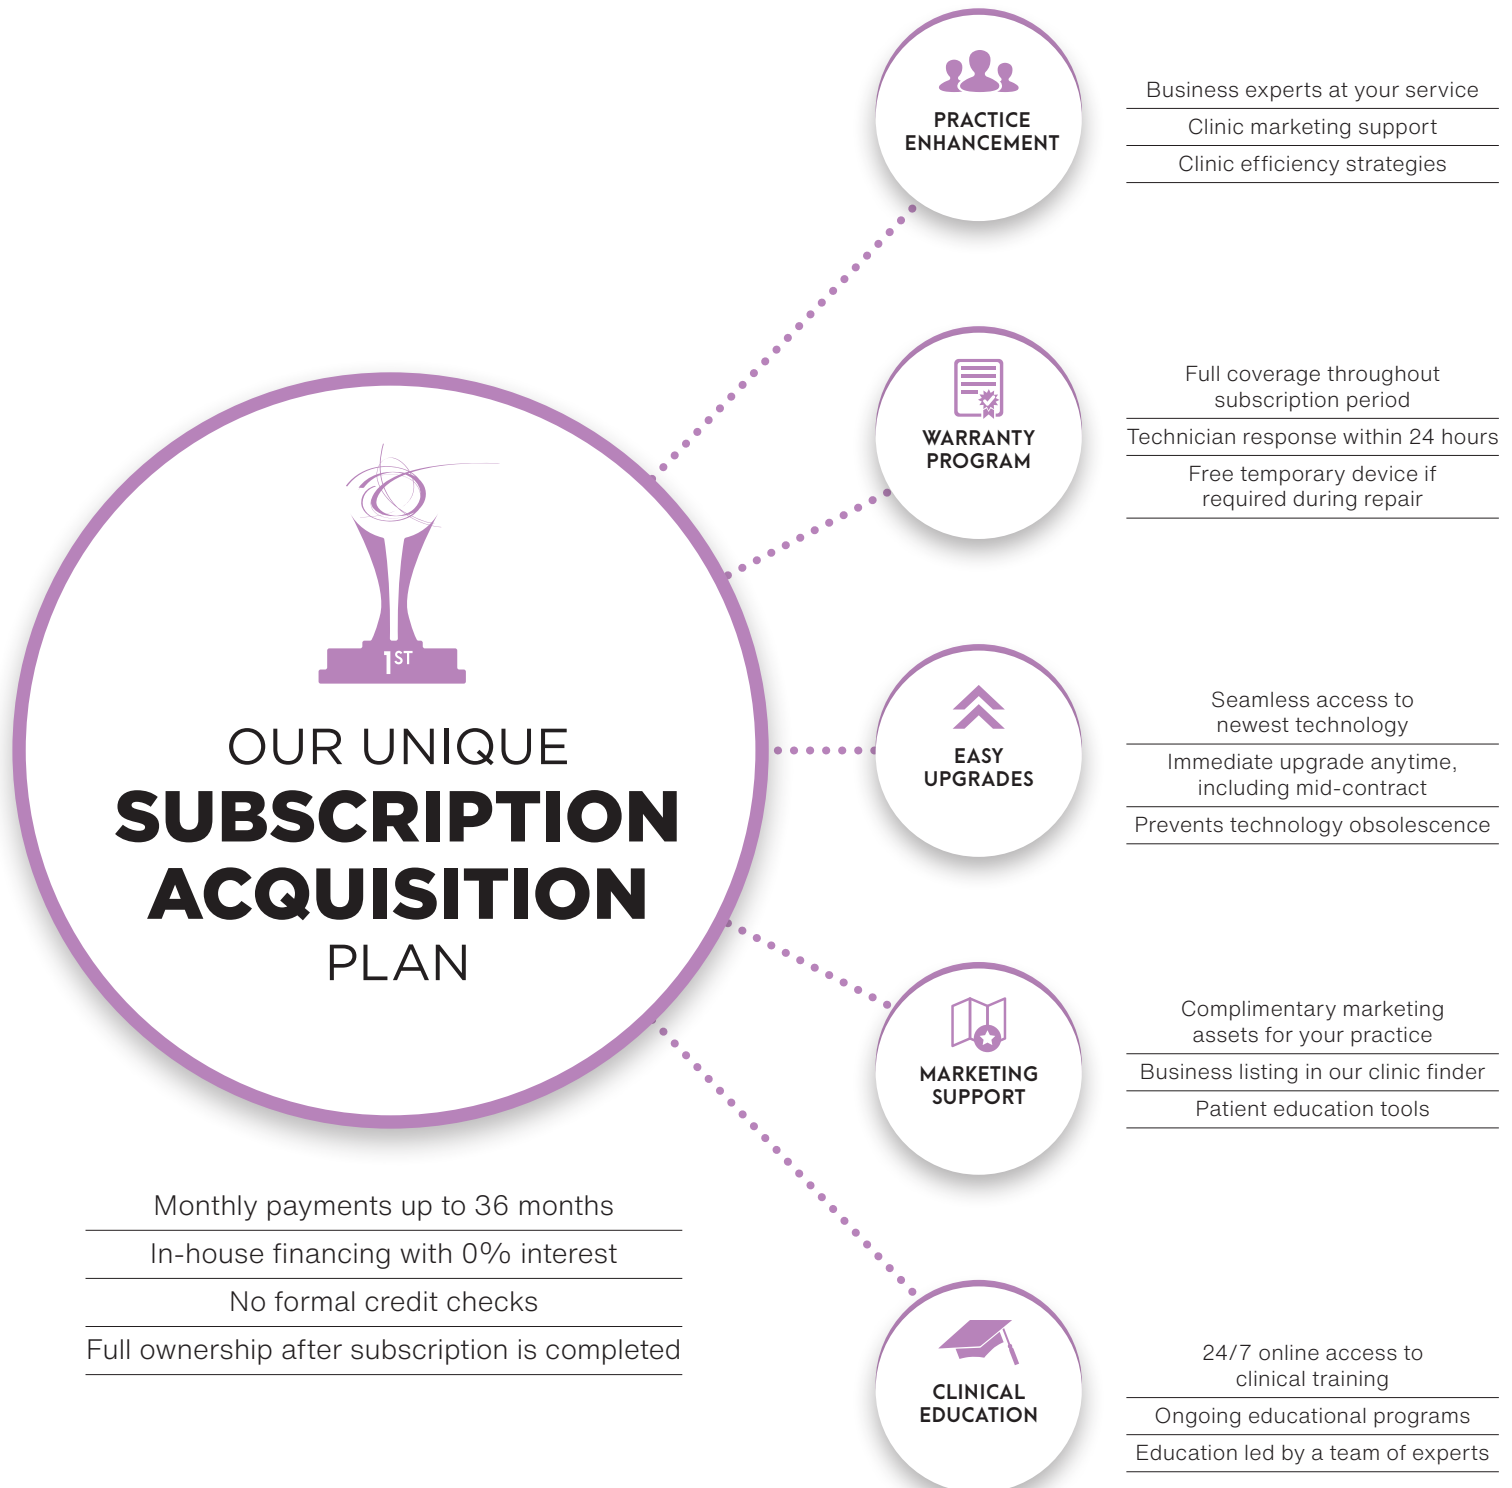 PRACTICE
ENHANCEMENT
Business experts at your service
Clinic marketing support
Clinic efficiency strategies
WARRANTY
PROGRAM
Full coverage throughout
subscription period
Technician response within 24 hours
Free temporary device if
required during repair
1ST
OUR UNIQUE
SUBSCRIPTION
ACQUISITION
PLAN
Monthly payments up to 36 months
In-house financing with 0% interest
No formal credit checks
Full ownership after subscription is completed
EASY
UPGRADES
Seamless access to
newest technology
Immediate upgrade anytime,
including mid-contract
Prevents technology obsolescence
MARKETING
SUPPORT
Complimentary marketing
assets for your practice
Business listing in our clinic finder
Patient education tools
CLINICAL
EDUCATION
24/7 online access to
clinical training
Ongoing educational programs
Education led by a team of experts